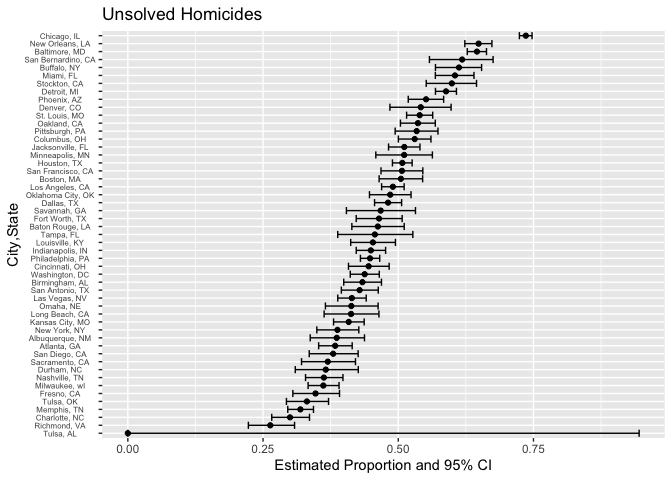 Unsolved Homicides
Chicago, IL
New Orleans, LA
Baltimore, MD
San Bernardino, CA
Buffalo, NY
Miami, FL
Stockton, CA
Detroit, MI
Phoenix, AZ
Denver, CO
St. Louis, MO
Oakland, CA
Pittsburgh, PA
Columbus, OH
Jacksonville, FL
Minneapolis, MN
Houston, TX
San Francisco, CA
Boston, MA
Los Angeles, CA
Oklahoma City, OK
Dallas, TX
Savannah, GA
Fort Worth, TX
Baton Rouge, LA
Tampa, FL
Louisville, KY
Indianapolis, IN
Philadelphia, PA
Cincinnati, OH
Washington, DC
Birmingham, AL
San Antonio, TX
Las Vegas, NV
Omaha, NE
Long Beach, CA
Kansas City, MO
New York, NY
Albuquerque, NM
Atlanta, GA
San Diego, CA
Sacramento, CA
Durham, NC
Nashville, TN
Milwaukee, wI
Fresno, CA
Tulsa, OK
Memphis, TN
Charlotte, NC
Richmond, VA
Tulsa, AL
City,State
0.00 0.25 0.50 0.75
Estimated Proportion and 95% CI